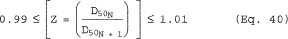 0.99 ≤ [Z = (D50N / D50N + 1)] ≤ 1.01 (Eq. 40)